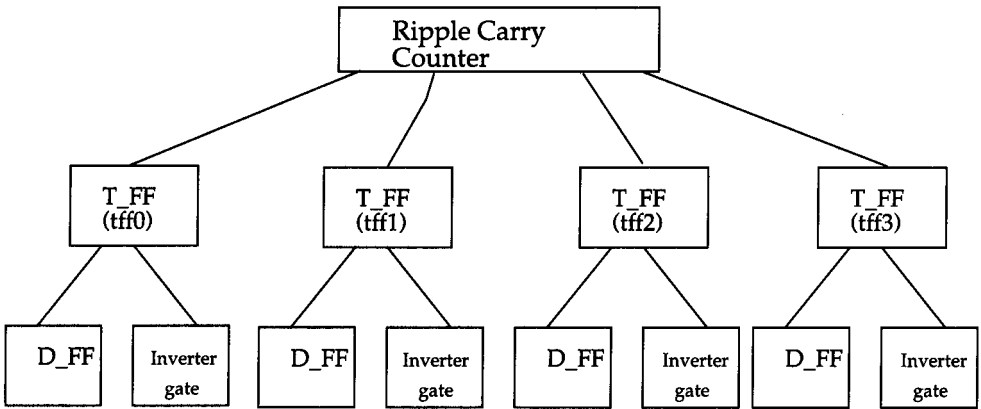 Ripple Carry
Counter
T_FF
(tff0)
T_FF
(tff1)
T_FF
(tff2)
T_FF
(tff3)
D_FF
Inverter
gate
D_FF
Inverter
gate
D_FF
Inverter
gate
D_FF
Inverter
gate